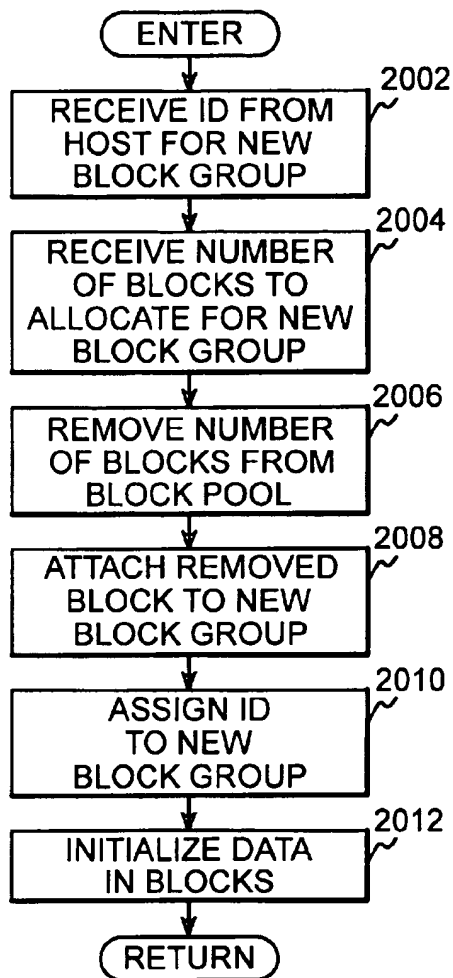 ENTER
2002
RECEIVE ID FROM
HOST FOR NEW
BLOCK GROUP
2004
RECEIVE NUMBER
OF BLOCKS TO
ALLOCATE FOR NEW
BLOCK GROUP
2006
REMOVE NUMBER
OF BLOCKS FROM
BLOCK POOL
2008
ATTACH REMOVED
BLOCK TO NEW
BLOCK GROUP
2010
ASSIGN ID
TO NEW
BLOCK GROUP
2012
INITIALIZE DATA
IN BLOCKS
RETURN